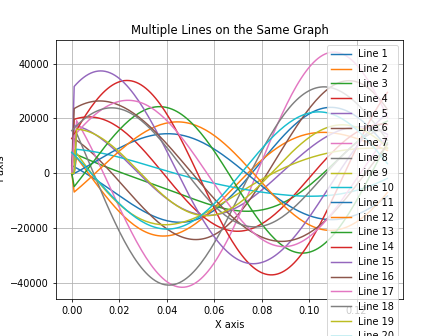 Multiple Lines on the Same Graph
40000
20000
0
−20000
−40000
0.00
0.02
0.04
0.06
0.08
0.10
X axis
Line 1
Line 2
Line 3
Line 4
Line 5
Line 6
Line 7
Line 8
Line 9
Line 10
Line 11
Line 12
Line 13
Line 14
Line 15
Line 16
Line 17
Line 18
Line 19
Line 20